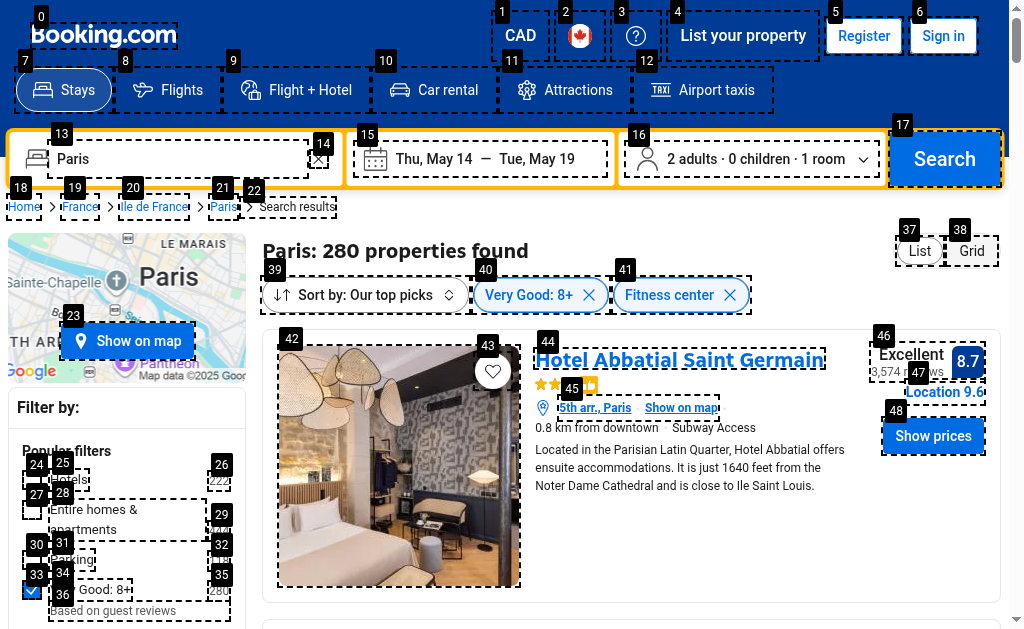 Booking.com
CAD
List your property
Register
Sign in
Stays
Flights
Flight + Hotel
Car rental
Attractions
Airport taxis
Paris
Thu, May 14 — Tue, May 19
2 adults · 0 children · 1 room
Search
Home
France
Ile de France
Paris
Search results
LE MARAIS
Sainte-Chapelle
Paris
Show on map
Panthéon
Google
Map data ©2025
Filter by:
Popular filters
Hotels
222
Entire homes &
apartments
Parking
Very Good: 8+
280
Based on guest reviews
Paris: 280 properties found
List
Grid
Sort by: Our top picks
Very Good: 8+
Fitness center
Hotel Abbatial Saint Germain
5th arr., Paris
Show on map
0.8 km from downtown · Subway Access
Located in the Parisian Latin Quarter, Hotel Abbatial offers
ensuite accommodations. It is just 1640 feet from the
Noter Dame Cathedral and is close to Ile Saint Louis.
Excellent
3,574 reviews
8.7
Location 9.6
Show prices
0
1
2
3
4
5
6
7
8
9
10
11
12
13
14
15
16
17
18
19
20
21
22
23
24
25
26
27
28
29
30
31
32
33
34
35
36
37
38
39
40
41
42
43
44
45
46
47
48